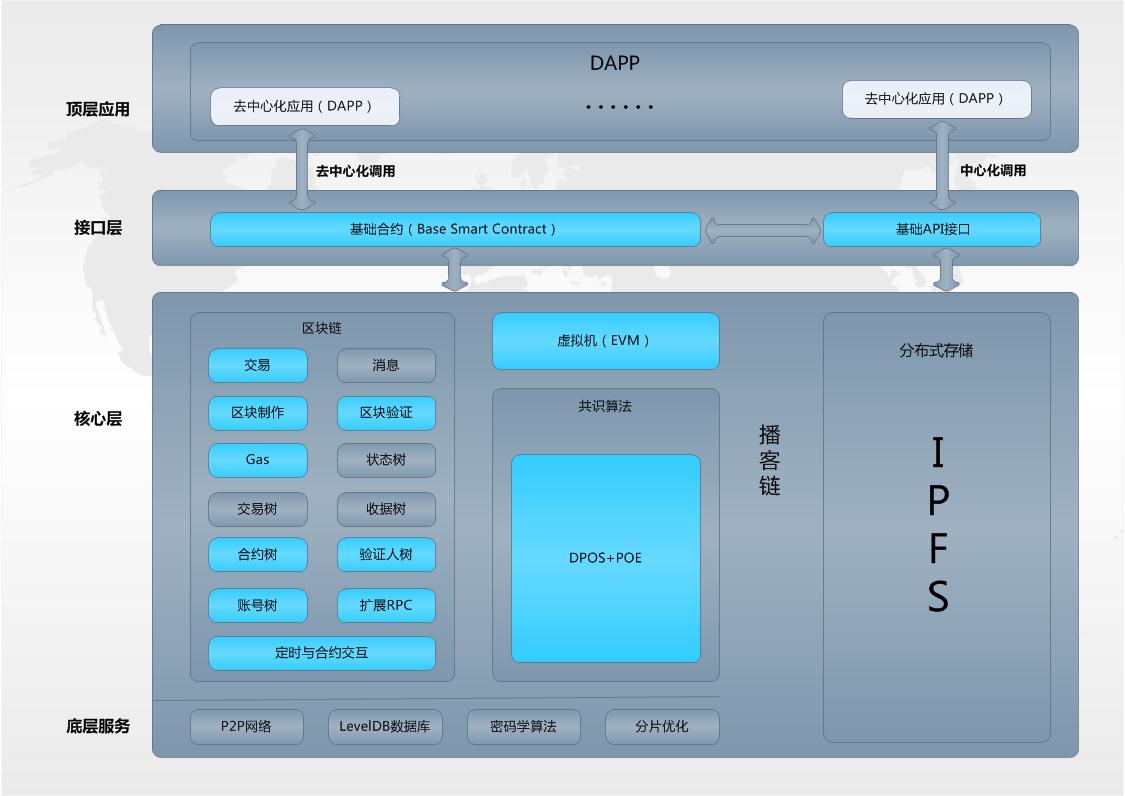 DAPP
顶层应用
去中心化应用（DAPP）
······
去中心化应用（DAPP）
去中心化调用
中心化调用
接口层
基础合约（Base Smart Contract）
基础API接口
核心层
区块链
交易
消息
区块制作
区块验证
Gas
状态树
交易树
收据树
合约树
验证人树
账号树
扩展RPC
定时与合约交互
虚拟机（EVM）
共识算法
DPOS+POE
播
客
链
分布式存储
I
P
F
S
底层服务
P2P网络
LevelDB数据库
密码学算法
分片优化